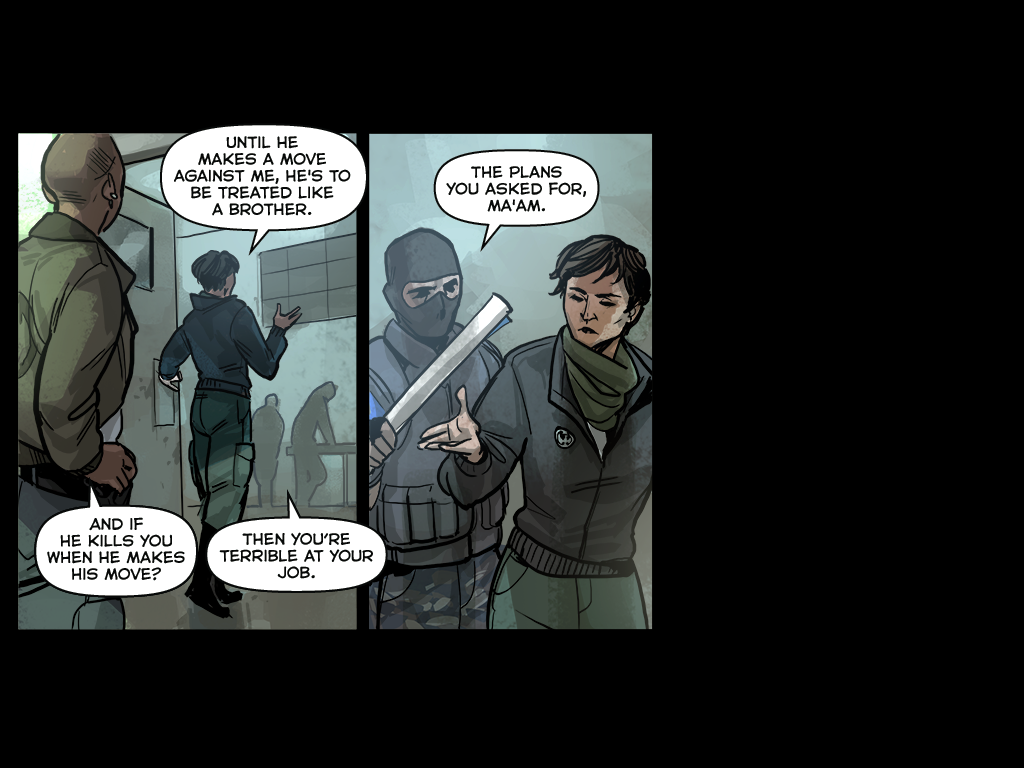 UNTIL HE
MAKES A MOVE
AGAINST ME, HE'S TO
BE TREATED LIKE
A BROTHER.
AND IF
HE KILLS YOU
WHEN HE MAKES
HIS MOVE?
THEN YOU'RE
TERRIBLE AT YOUR
JOB.
THE PLANS
YOU ASKED FOR,
MA'AM.